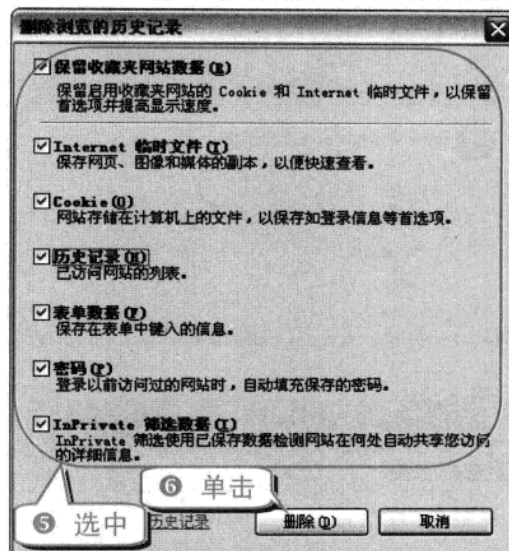 删除浏览的历史记录
保留收藏夹网站数据(R)
保留启用收藏夹网站的 Cookie 和 Internet 临时文件，以保留
首选项并提高显示速度。
Internet 临时文件(T)
保存网页、图像和媒体的副本，以便快速查看。
Cookie(O)
网站存储在计算机上的文件，以保存如登录信息等首选项。
历史记录(H)
已访问网站的列表。
表单数据(F)
保存在表单中键入的信息。
密码(P)
登录以前访问过的网站时，自动填充保存的密码。
InPrivate 筛选数据(I)
InPrivate 筛选使用已保存数据检测网站在何处自动共享您访问
的详细信息。
❻ 单击
❺ 选中
历史记录 删除(D) 取消